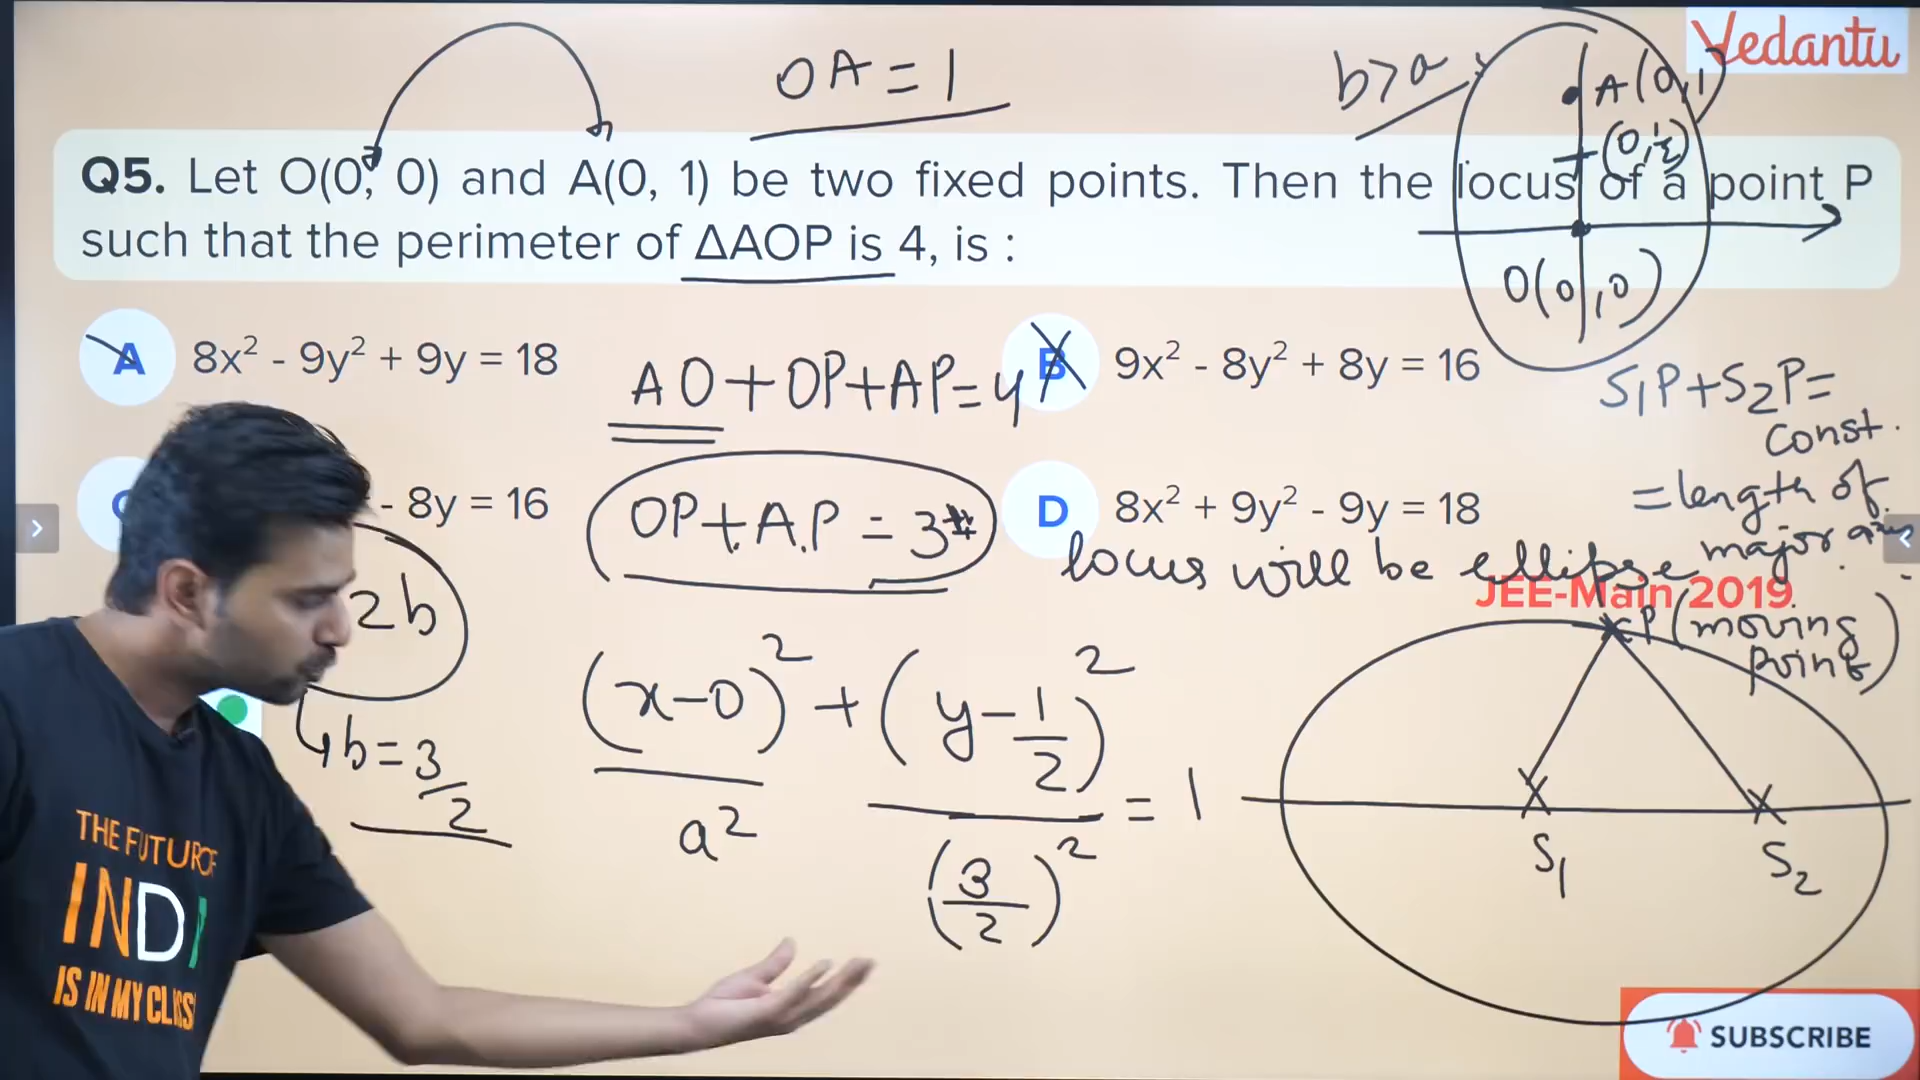 Vedantu
OA = 1
b>a
A(0,1)
(0,½)
Q5. Let O(0, 0) and A(0, 1) be two fixed points. Then the locus of a point P
such that the perimeter of ΔAOP is 4, is :
O(0,0)
A 8x² - 9y² + 9y = 18
B 9x² - 8y² + 8y = 16
AO+OP+AP=4
S₁P+S₂P=
const.
- 8y = 16
D 8x² + 9y² - 9y = 18
OP+AP = 3
=length of
major axis
locus will be ellipse
JEE-Main 2019
P (moving
point)
2b
b=3/2
(x-0)²/a² + (y-1/2)²/(3/2)² = 1
S₁
S₂
THE FUTURE OF
INDI
IS IN MY CLASS
SUBSCRIBE